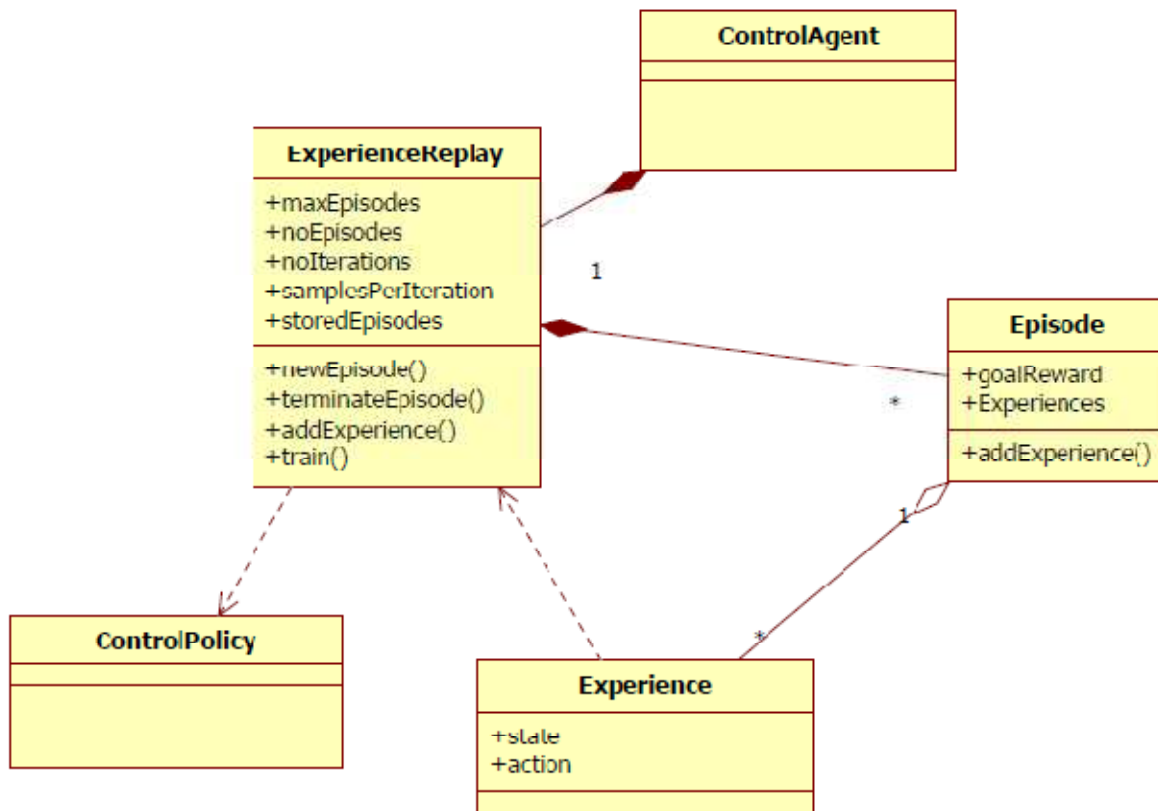 ControlAgent
ExperienceReplay
+maxEpisodes
+noEpisodes
+noIterations
+samplesPerIteration
+storedEpisodes
+newEpisode()
+terminateEpisode()
+addExperience()
+train()
1
*
Episode
+goalReward
+Experiences
+addExperience()
1
*
ControlPolicy
Experience
+state
+action